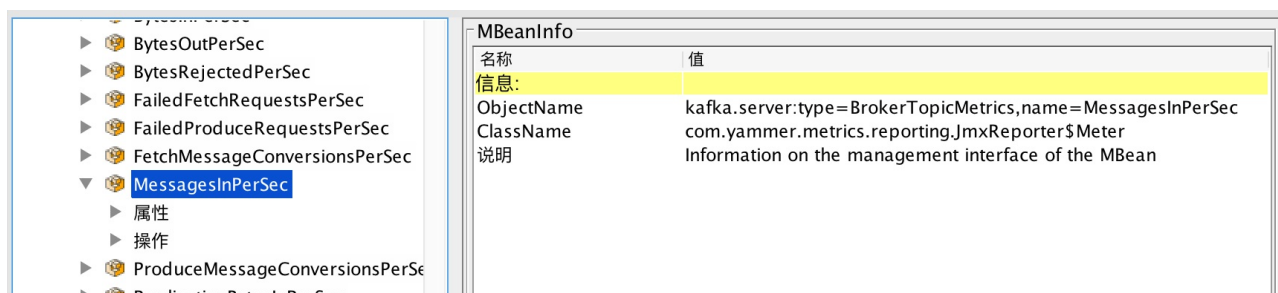 BytesOutPerSec
BytesRejectedPerSec
FailedFetchRequestsPerSec
FailedProduceRequestsPerSec
FetchMessageConversionsPerSec
MessagesInPerSec
属性
操作
ProduceMessageConversionsPerSe
MBeanInfo
名称 值
信息:
ObjectName kafka.server:type=BrokerTopicMetrics,name=MessagesInPerSec
ClassName com.yammer.metrics.reporting.JmxReporter$Meter
说明 Information on the management interface of the MBean